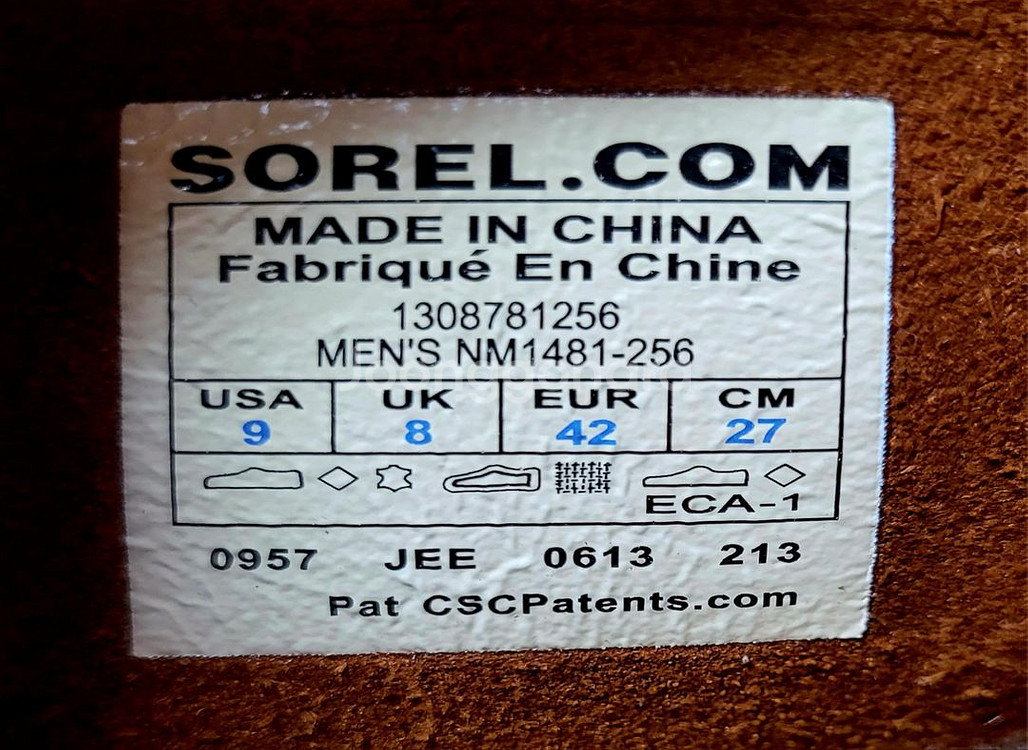 SOREL.COM
MADE IN CHINA
Fabriqué En Chine
1308781256
MEN'S NM1481-256
USA UK EUR CM
9 8 42 27
ECA-1
0957 JEE 0613 213
Pat CSCPatents.com